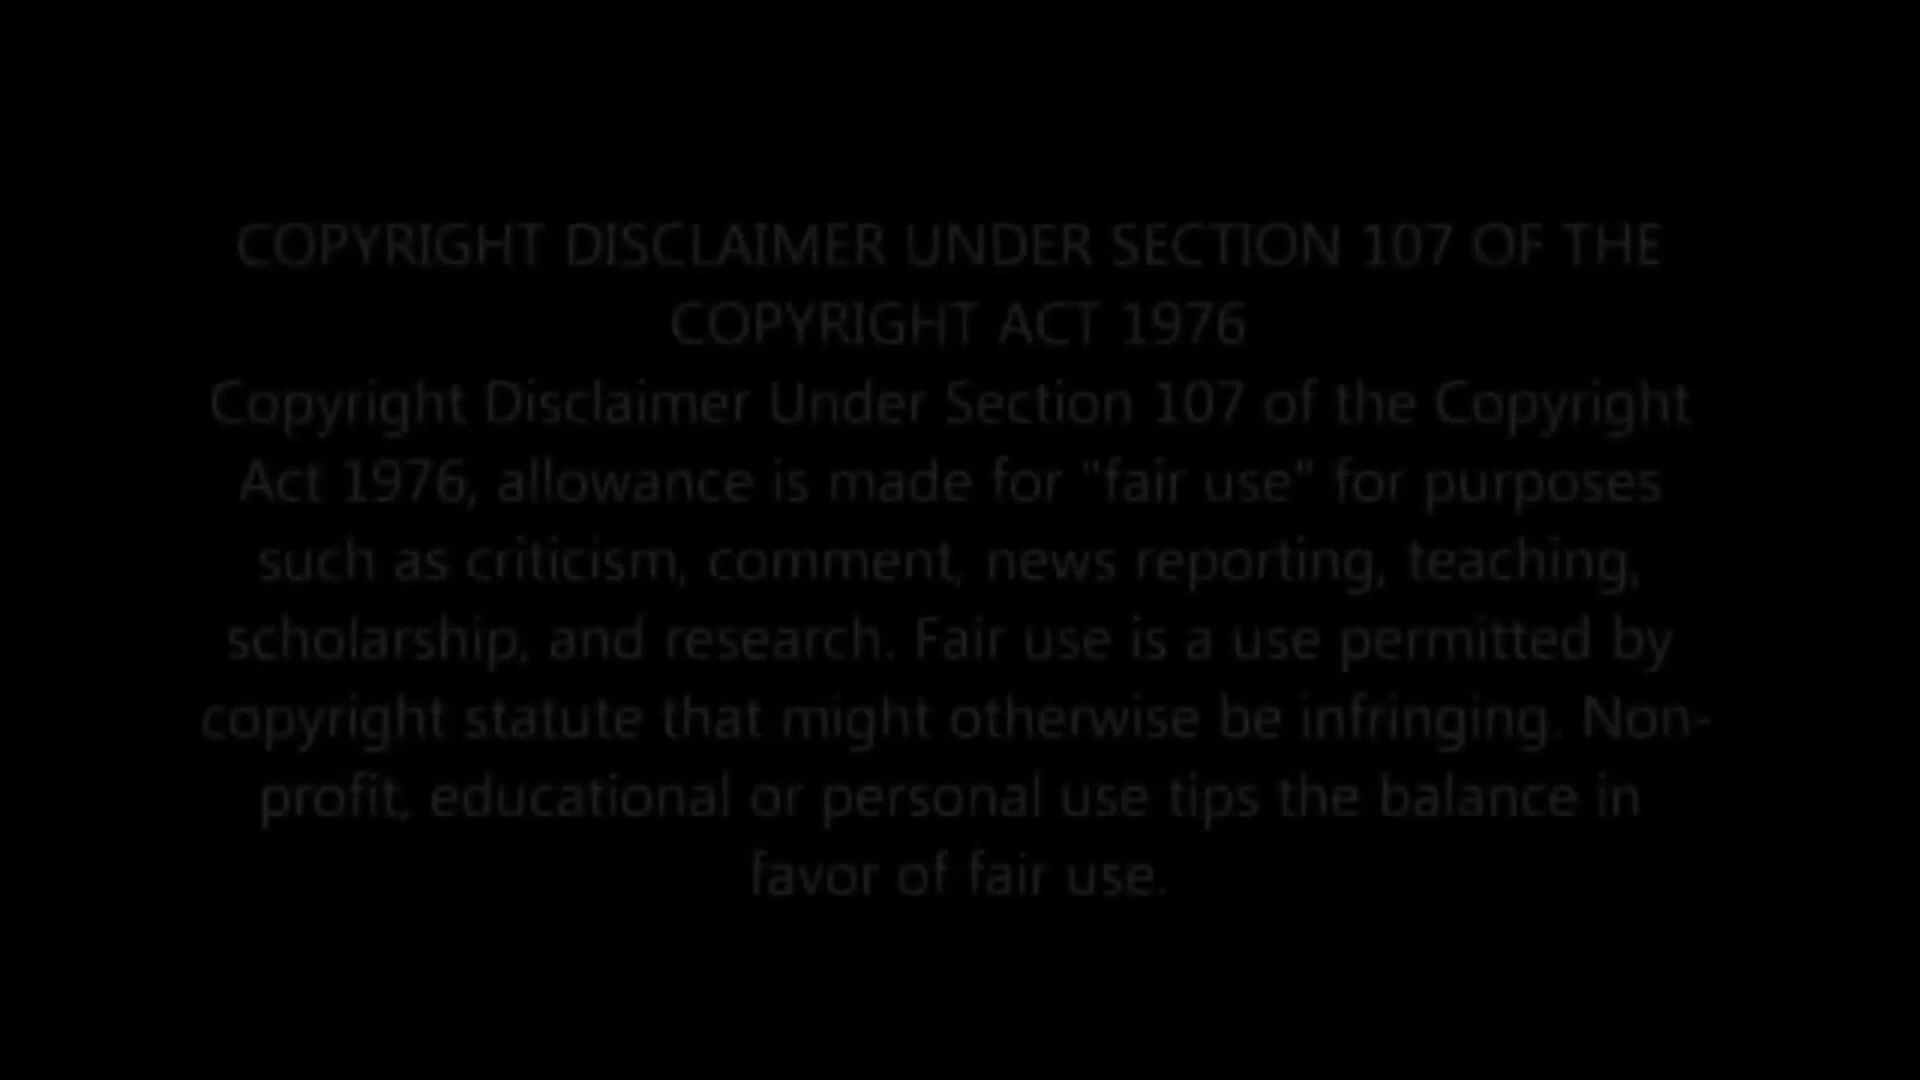 COPYRIGHT DISCLAIMER UNDER SECTION 107 OF THE
COPYRIGHT ACT 1976
Copyright Disclaimer Under Section 107 of the Copyright
Act 1976, allowance is made for "fair use" for purposes
such as criticism, comment, news reporting, teaching,
scholarship, and research. Fair use is a use permitted by
copyright statute that might otherwise be infringing. Non-
profit, educational or personal use tips the balance in
favor of fair use.